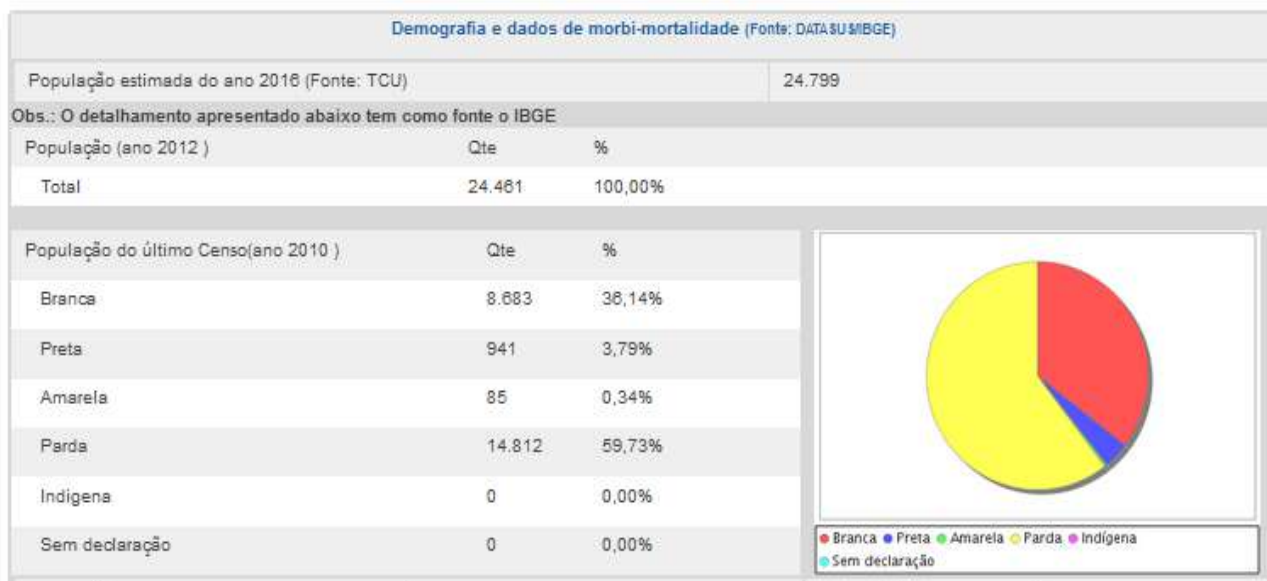 Demografia e dados de morbi-mortalidade (Fonte: DATASUS/IBGE)
População estimada do ano 2016 (Fonte: TCU) 24.799
Obs.: O detalhamento apresentado abaixo tem como fonte o IBGE
População (ano 2012 ) Qte %
Total 24.461 100,00%
População do último Censo(ano 2010 ) Qte %
Branca 8.683 36,14%
Preta 941 3,79%
Amarela 85 0,34%
Parda 14.812 59,73%
Indigena 0 0,00%
Sem declaração 0 0,00%
Branca Preta Amarela Parda Indígena
Sem declaração